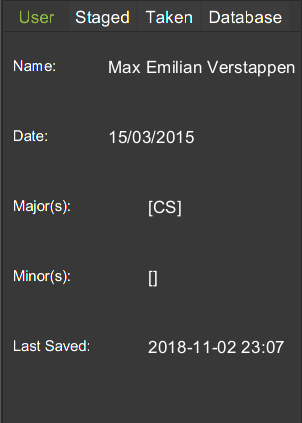 User Staged Taken Database
Name: Max Emilian Verstappen
Date: 15/03/2015
Major(s): [CS]
Minor(s): []
Last Saved: 2018-11-02 23:07